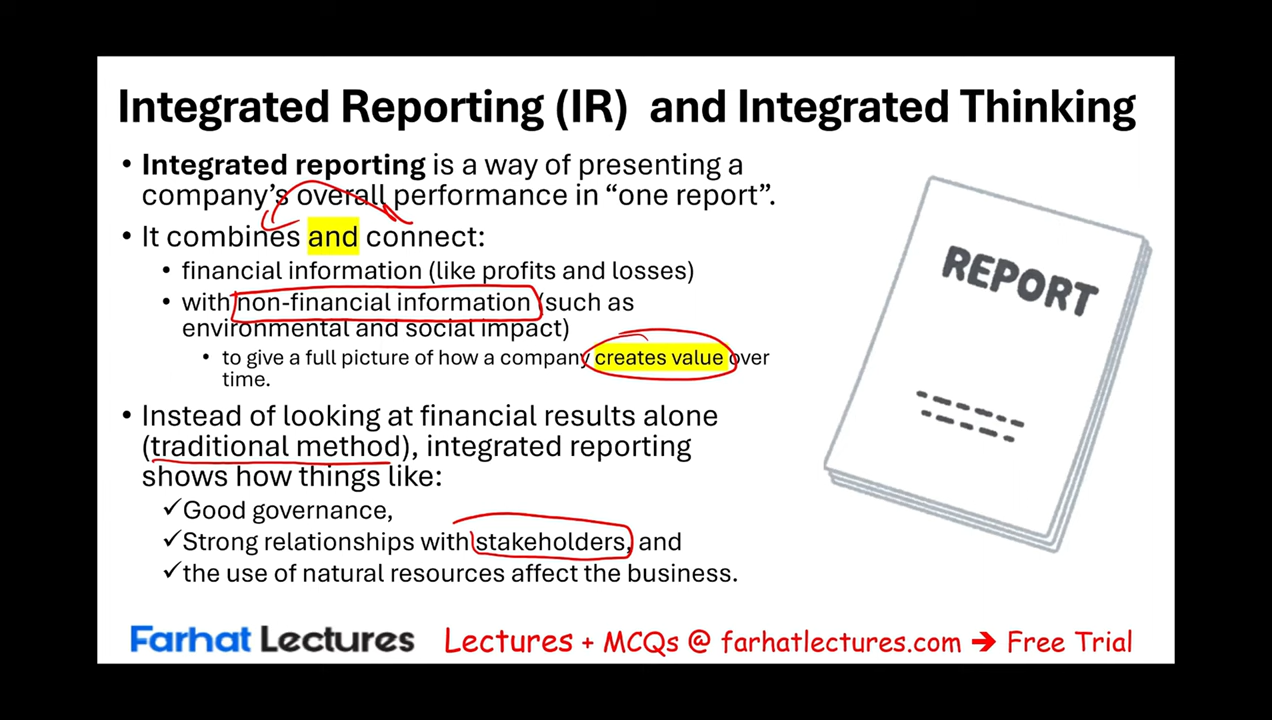 Integrated Reporting (IR) and Integrated Thinking
• Integrated reporting is a way of presenting a
company's overall performance in “one report”.
• It combines and connect:
• financial information (like profits and losses)
• with non-financial information (such as
environmental and social impact)
• to give a full picture of how a company creates value over
time.
• Instead of looking at financial results alone
(traditional method), integrated reporting
shows how things like:
✓Good governance,
✓Strong relationships with stakeholders, and
✓the use of natural resources affect the business.
REPORT
Farhat Lectures Lectures + MCQs @ farhatlectures.com ➔ Free Trial